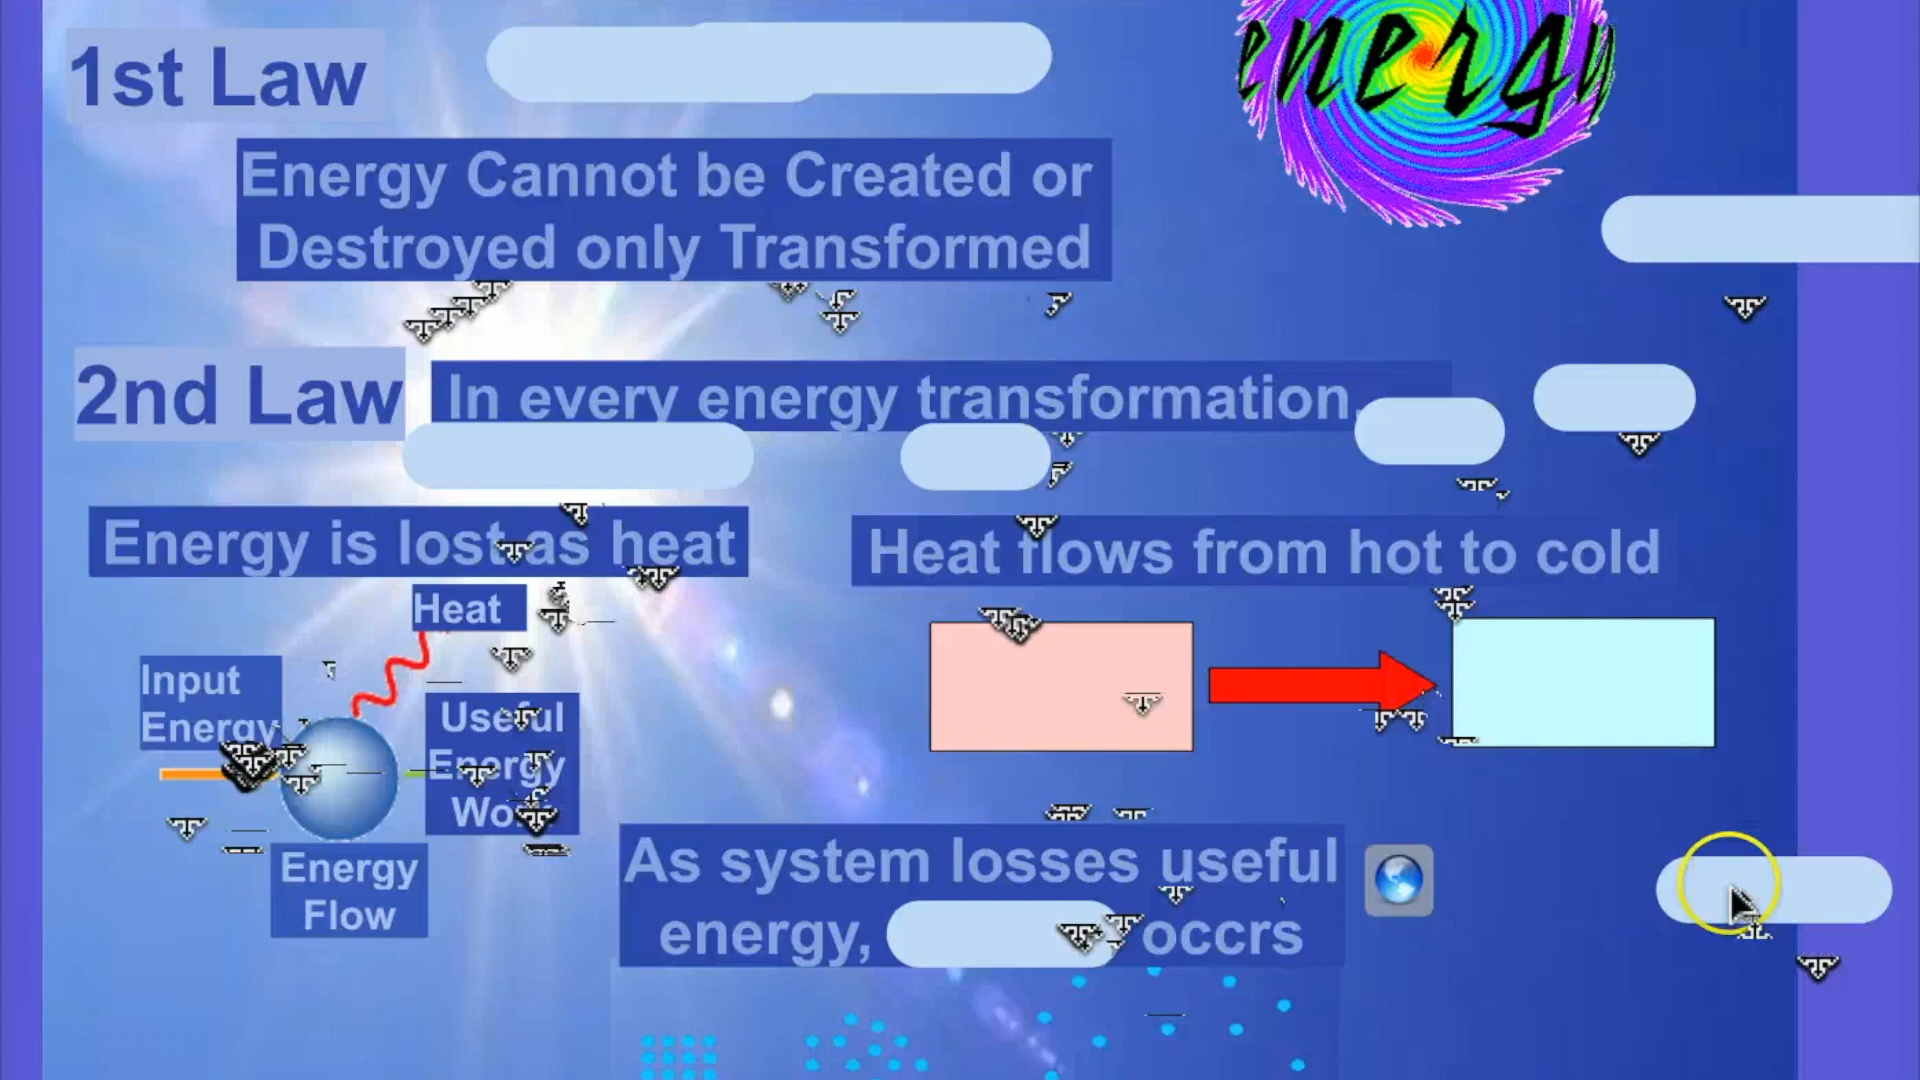 energy
1st Law
Energy Cannot be Created or
Destroyed only Transformed
2nd Law
In every energy transformation,
Energy is lost as heat
Heat flows from hot to cold
Heat
Input
Energy
Useful
Energy
Work
Energy
Flow
As system losses useful
energy, occrs